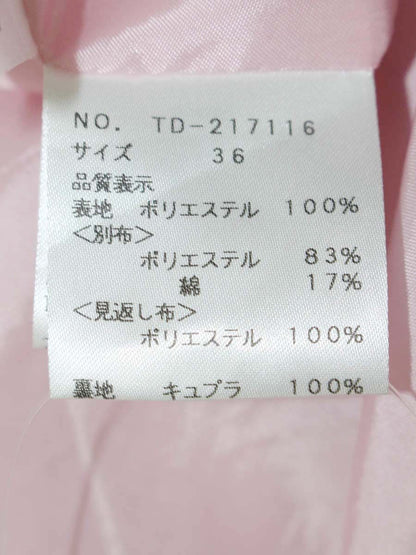 NO. TD-217116
サイズ 36
品質表示
表地 ポリエステル 100%
<別布>
ポリエステル 83%
綿 17%
<見返し布>
ポリエステル 100%
裏地 キュプラ 100%